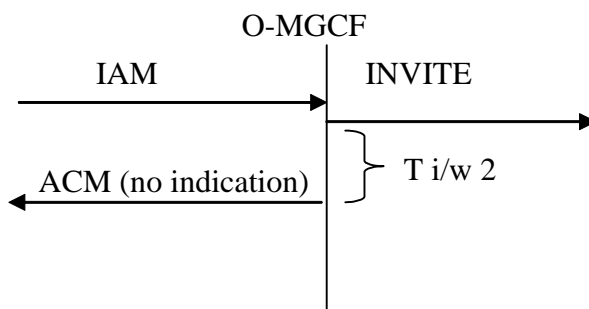 O-MGCF
IAM
INVITE
T i/w 2
ACM (no indication)